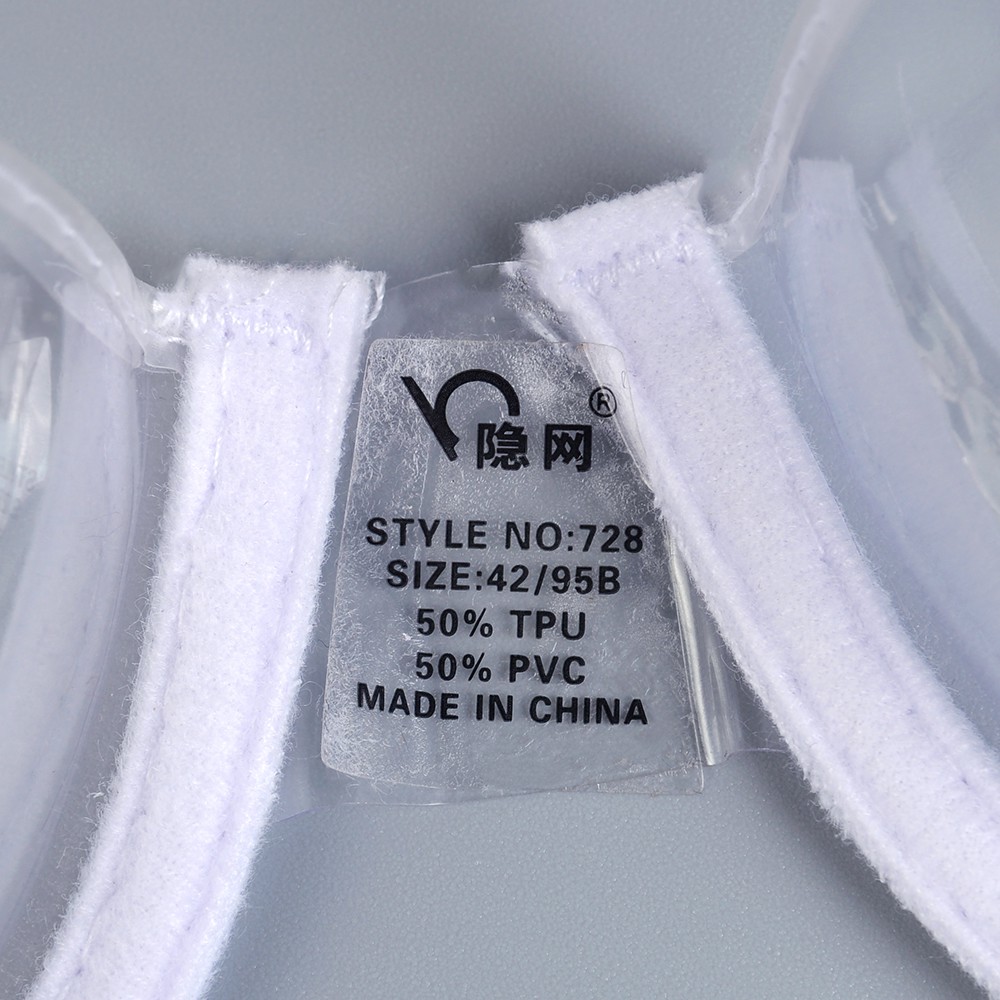 ®
隐网
STYLE NO:728
SIZE:42/95B
50% TPU
50% PVC
MADE IN CHINA